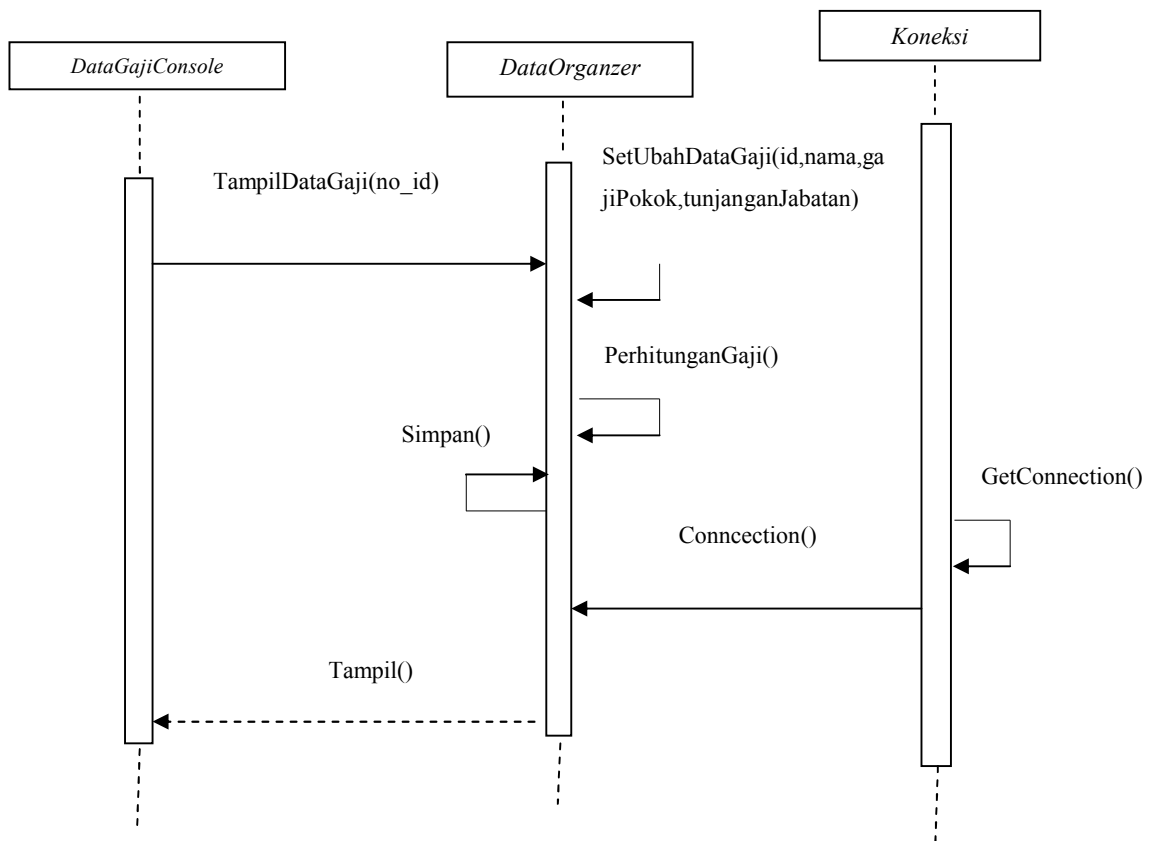 DataGajiConsole
DataOrganzer
Koneksi
TampilDataGaji(no_id)
SetUbahDataGaji(id,nama,ga
jiPokok,tunjanganJabatan)
PerhitunganGaji()
Simpan()
GetConnection()
Conncection()
Tampil()